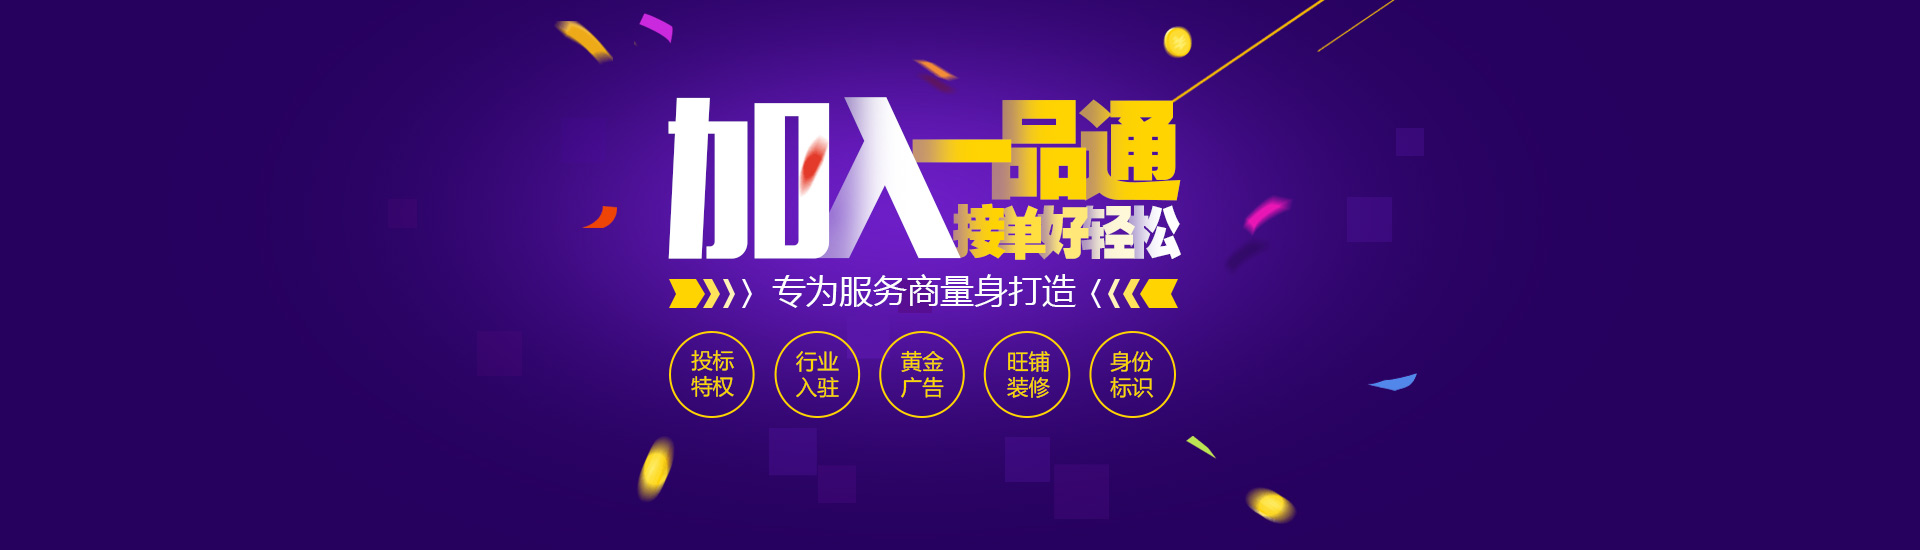 加入一品通
接单好轻松
专为服务商量身打造
投标
特权
行业
入驻
黄金
广告
旺铺
装修
身份
标识